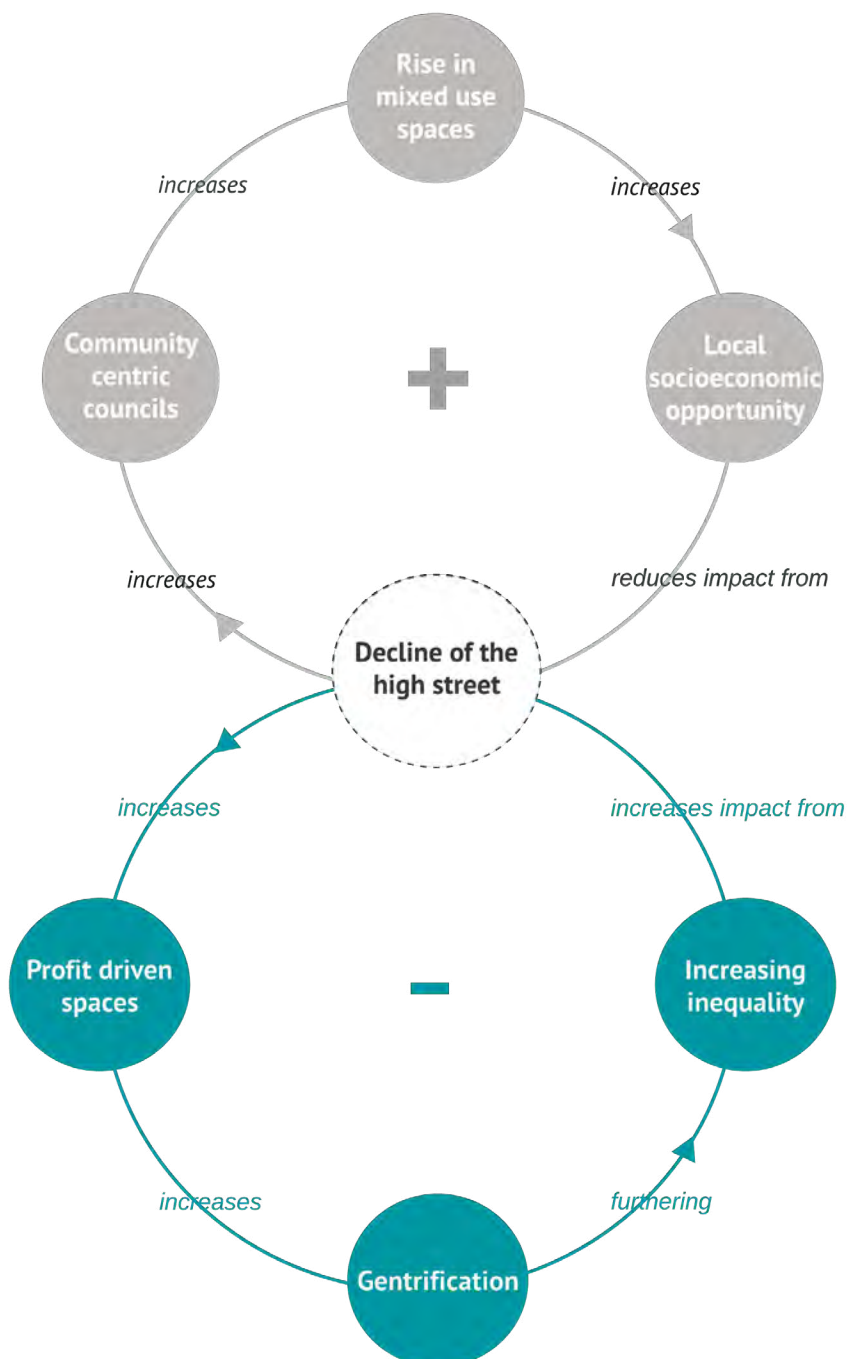 Rise in
mixed use
spaces
increases
increases
Community
centric
councils
+
Local
socioeconomic
opportunity
increases
reduces impact from
Decline of the
high street
increases
increases impact from
Profit driven
spaces
-
Increasing
inequality
increases
furthering
Gentrification